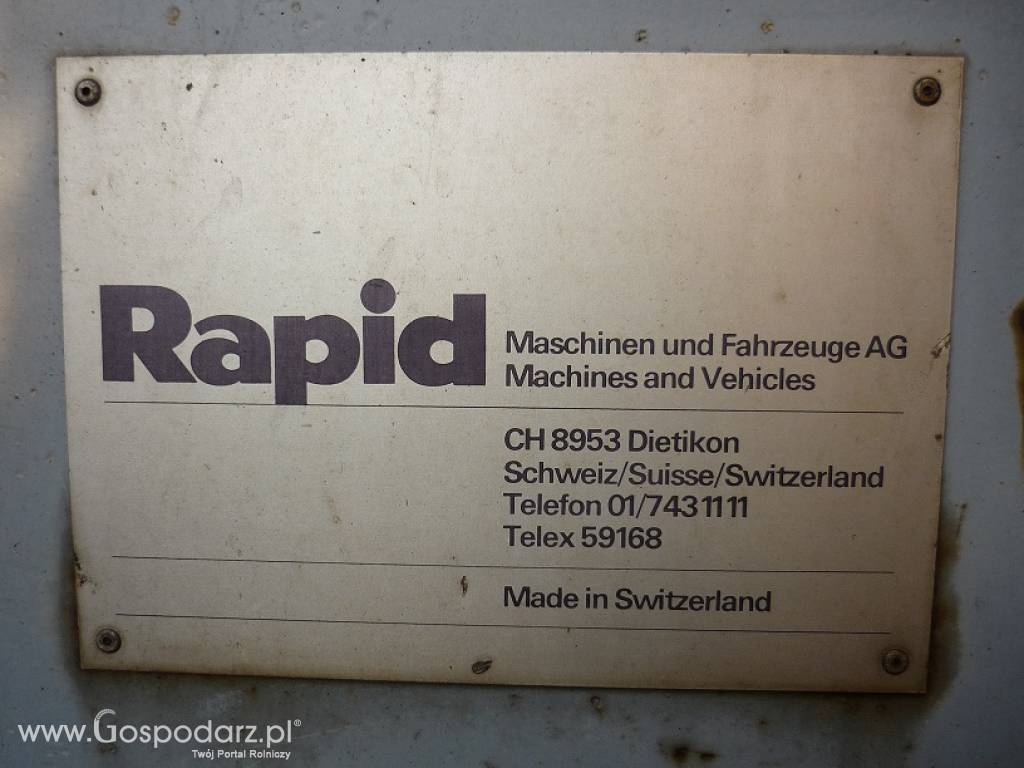 Rapid
Maschinen und Fahrzeuge AG
Machines and Vehicles
CH 8953 Dietikon
Schweiz/Suisse/Switzerland
Telefon 01/743 11 11
Telex 59168
Made in Switzerland
www.Gospodarz.pl®
Twój Portal Rolniczy